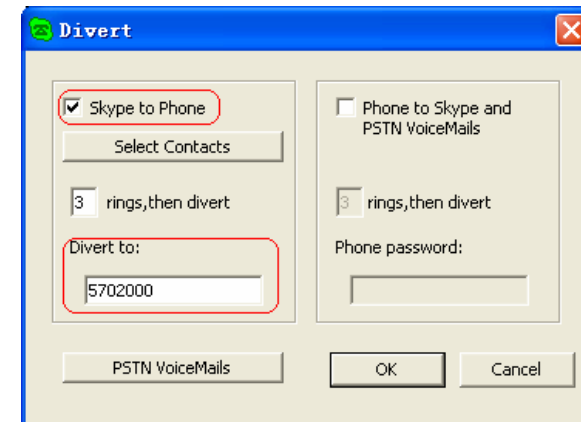 Divert
Skype to Phone
Select Contacts
3 rings,then divert
Divert to:
5702000
Phone to Skype and
PSTN VoiceMails
3 rings,then divert
Phone password:
PSTN VoiceMails
OK
Cancel